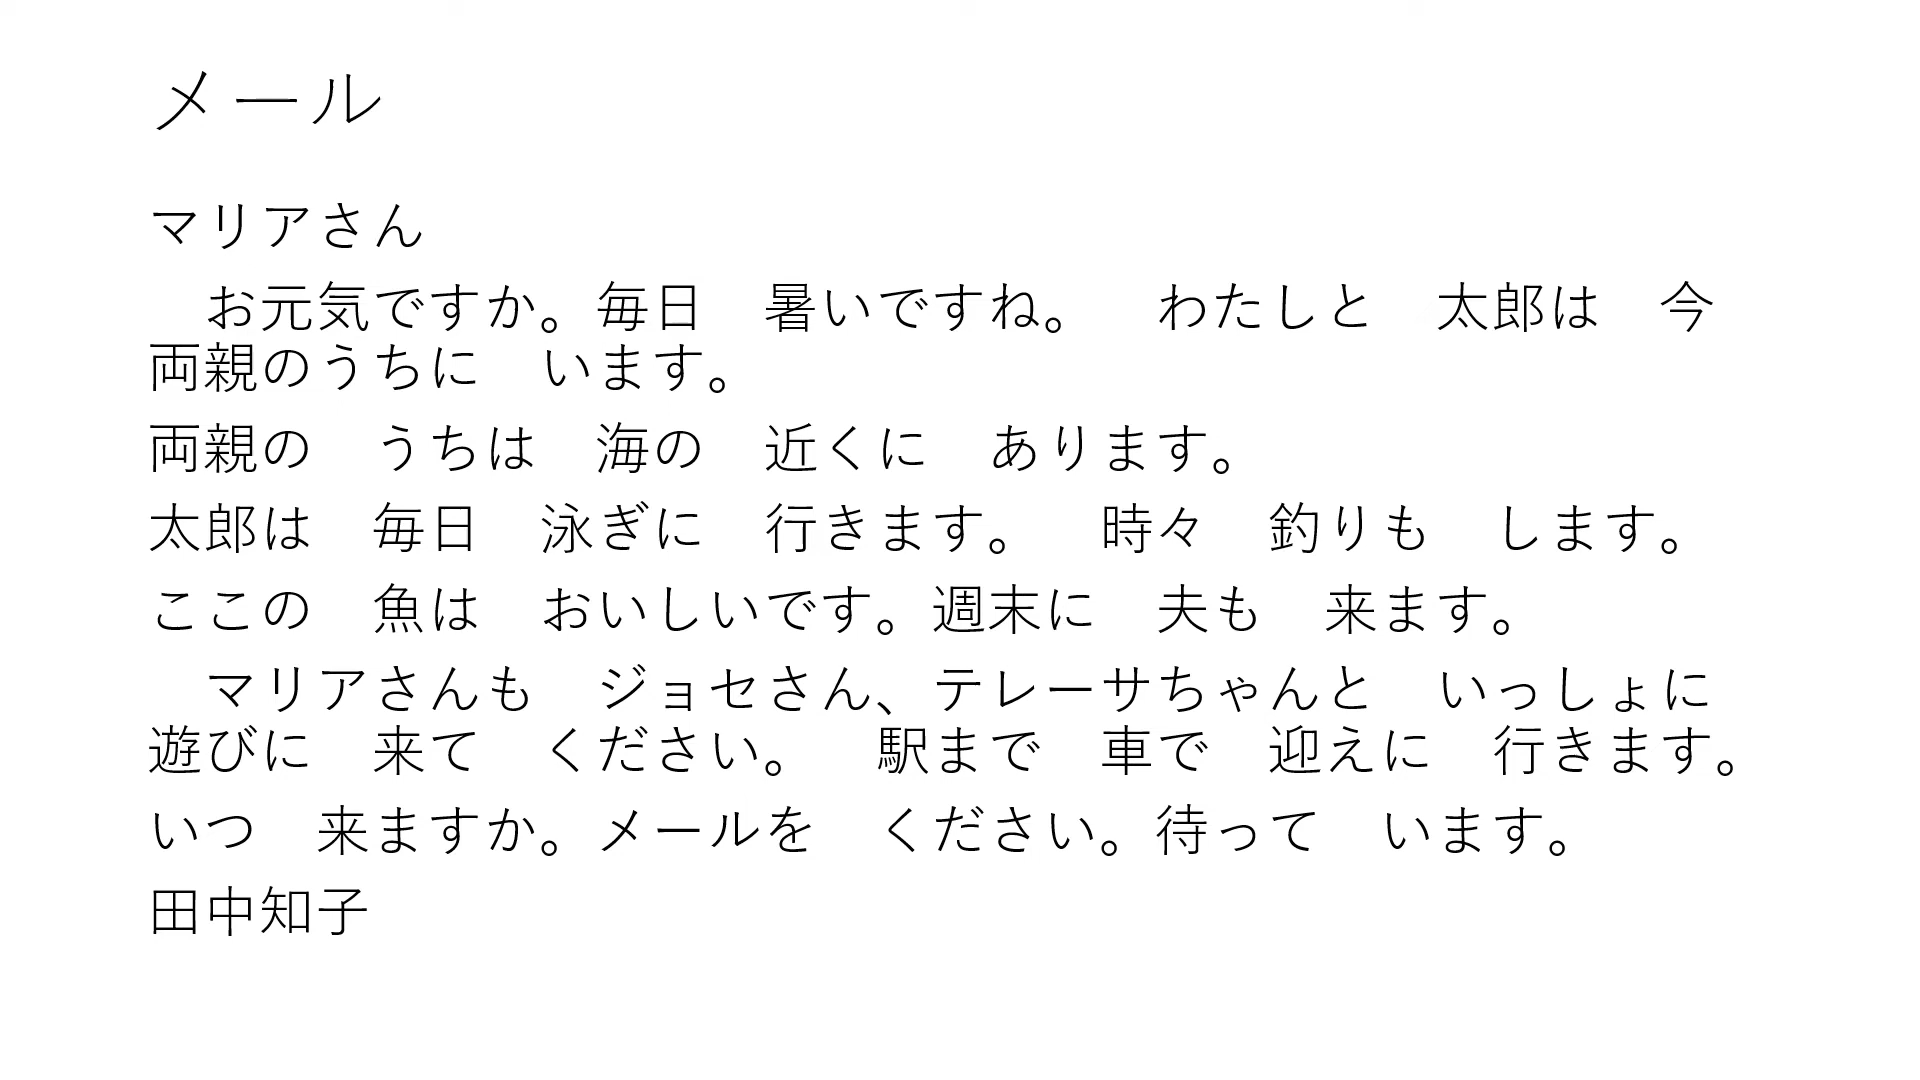 メール
マリアさん
　お元気ですか。毎日　暑いですね。　わたしと　太郎は　今
両親のうちに　います。
両親の　うちは　海の　近くに　あります。
太郎は　毎日　泳ぎに　行きます。　時々　釣りも　します。
ここの　魚は　おいしいです。週末に　夫も　来ます。
　マリアさんも　ジョセさん、テレーサちゃんと　いっしょに
遊びに　来て　ください。　駅まで　車で　迎えに　行きます。
いつ　来ますか。メールを　ください。待って　います。
田中知子